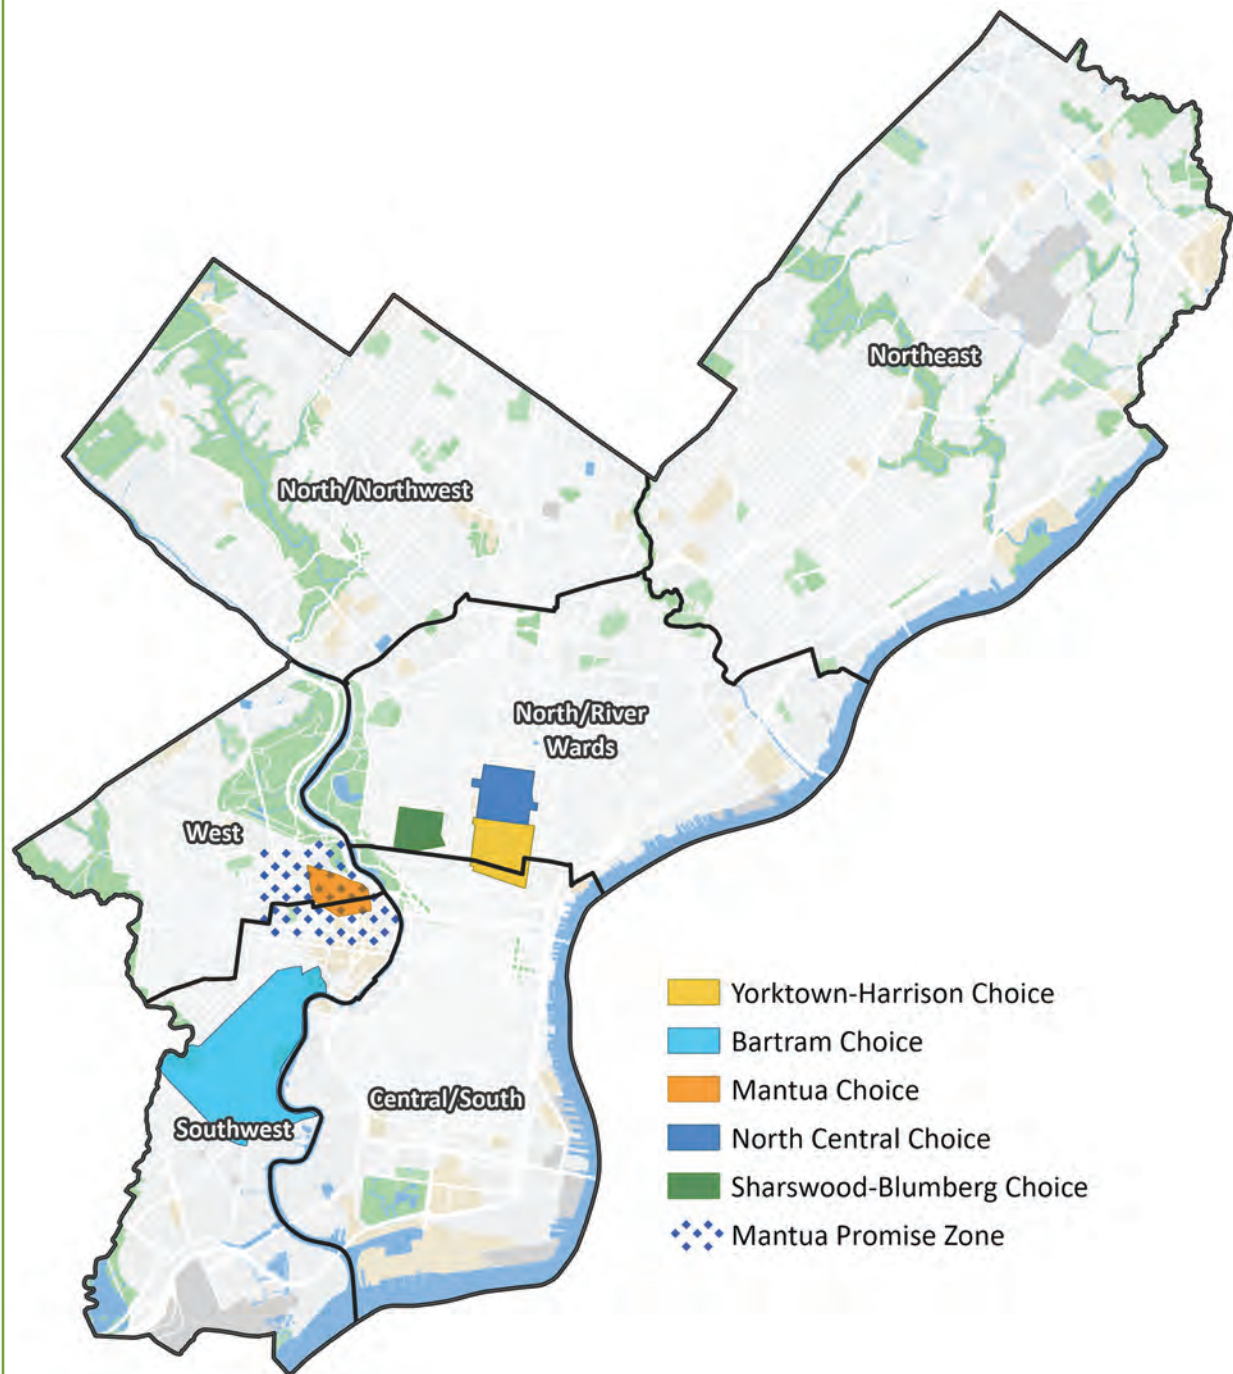 Northeast
North/Northwest
North/River
Wards
West
Central/South
Southwest
Yorktown-Harrison Choice
Bartram Choice
Mantua Choice
North Central Choice
Sharswood-Blumberg Choice
Mantua Promise Zone